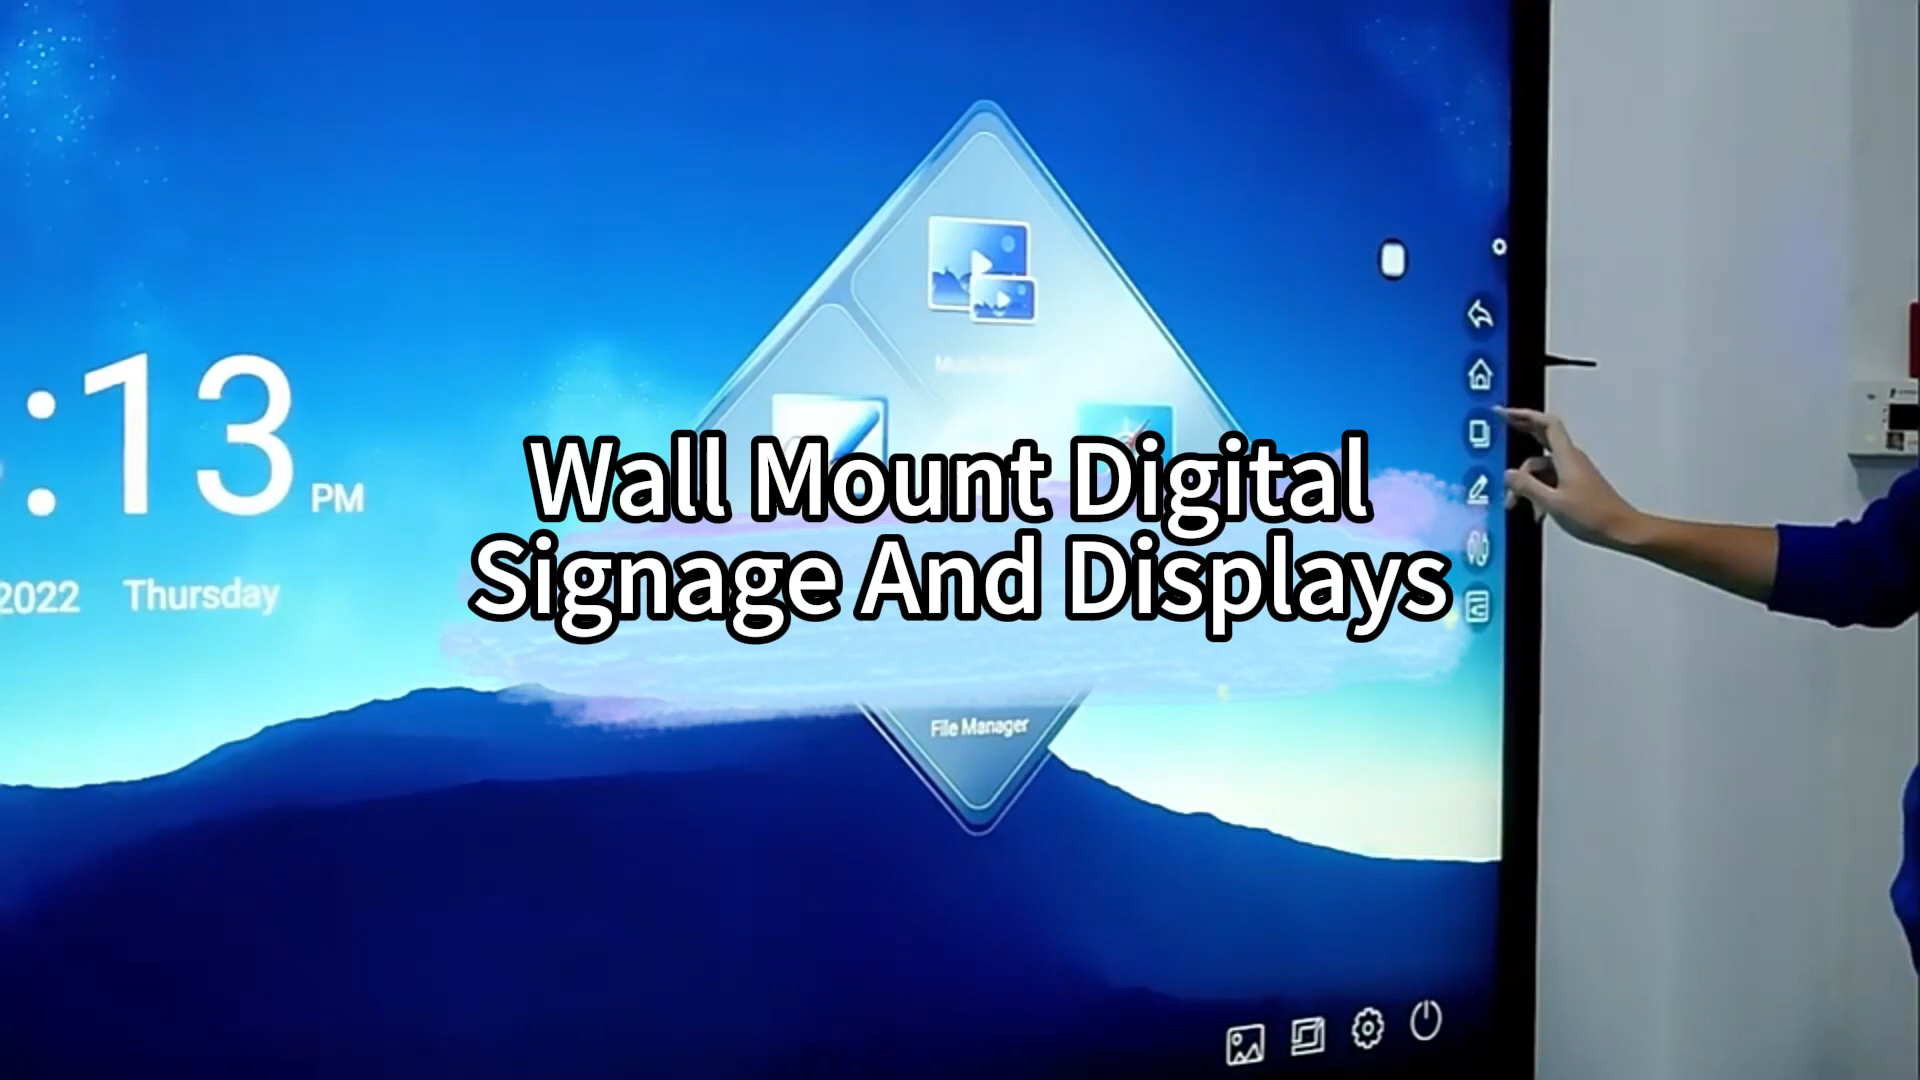 :13 PM
2022 Thursday
Wall Mount Digital
Signage And Displays
File Manager